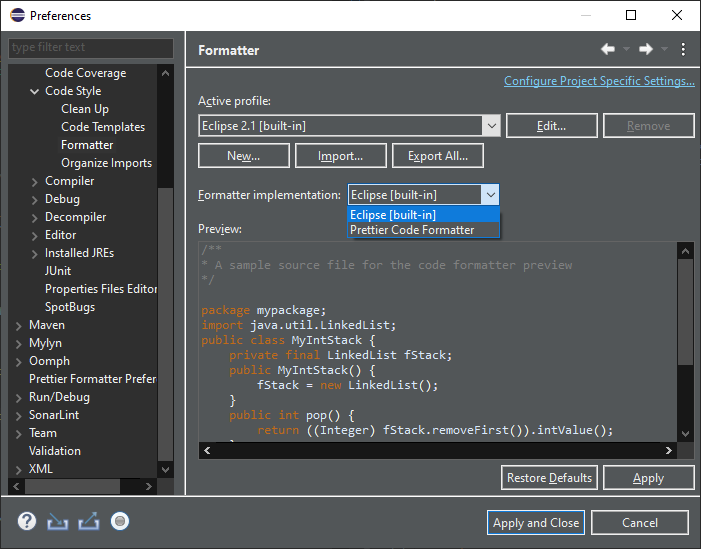 Preferences
type filter text
Code Coverage
Code Style
Clean Up
Code Templates
Formatter
Organize Imports
Compiler
Debug
Decompiler
Editor
Installed JREs
JUnit
Properties Files Editor
SpotBugs
Maven
Mylyn
Oomph
Prettier Formatter Prefer
Run/Debug
SonarLint
Team
Validation
XML
Formatter
Configure Project Specific Settings...
Active profile:
Eclipse 2.1 [built-in]
Edit...
Remove
New...
Import...
Export All...
Formatter implementation:
Eclipse [built-in]
Eclipse [built-in]
Prettier Code Formatter
Preview:
/**
* A sample source file for the code formatter preview
*/
package mypackage;
import java.util.LinkedList;
public class MyIntStack {
private final LinkedList fStack;
public MyIntStack() {
fStack = new LinkedList();
}
public int pop() {
return ((Integer) fStack.removeFirst()).intValue();
}
Restore Defaults
Apply
?
Apply and Close
Cancel